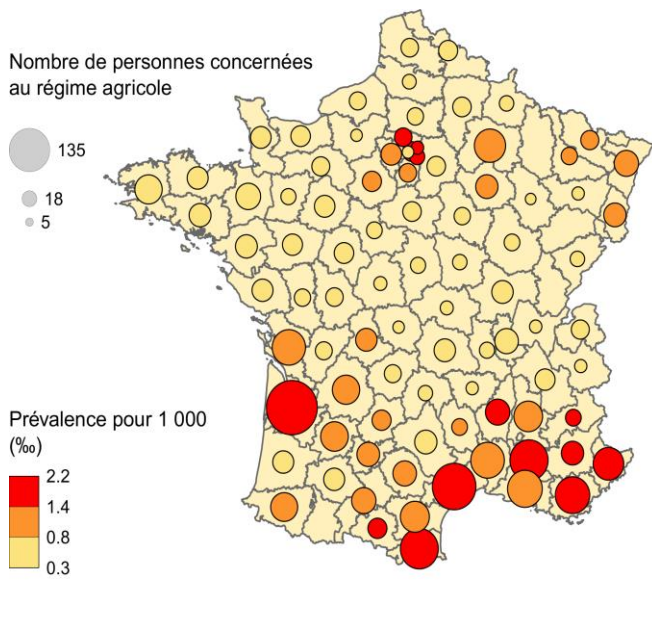 Nombre de personnes concernées
au régime agricole
135
18
5
Prévalence pour 1 000
(‰)
2.2
1.4
0.8
0.3